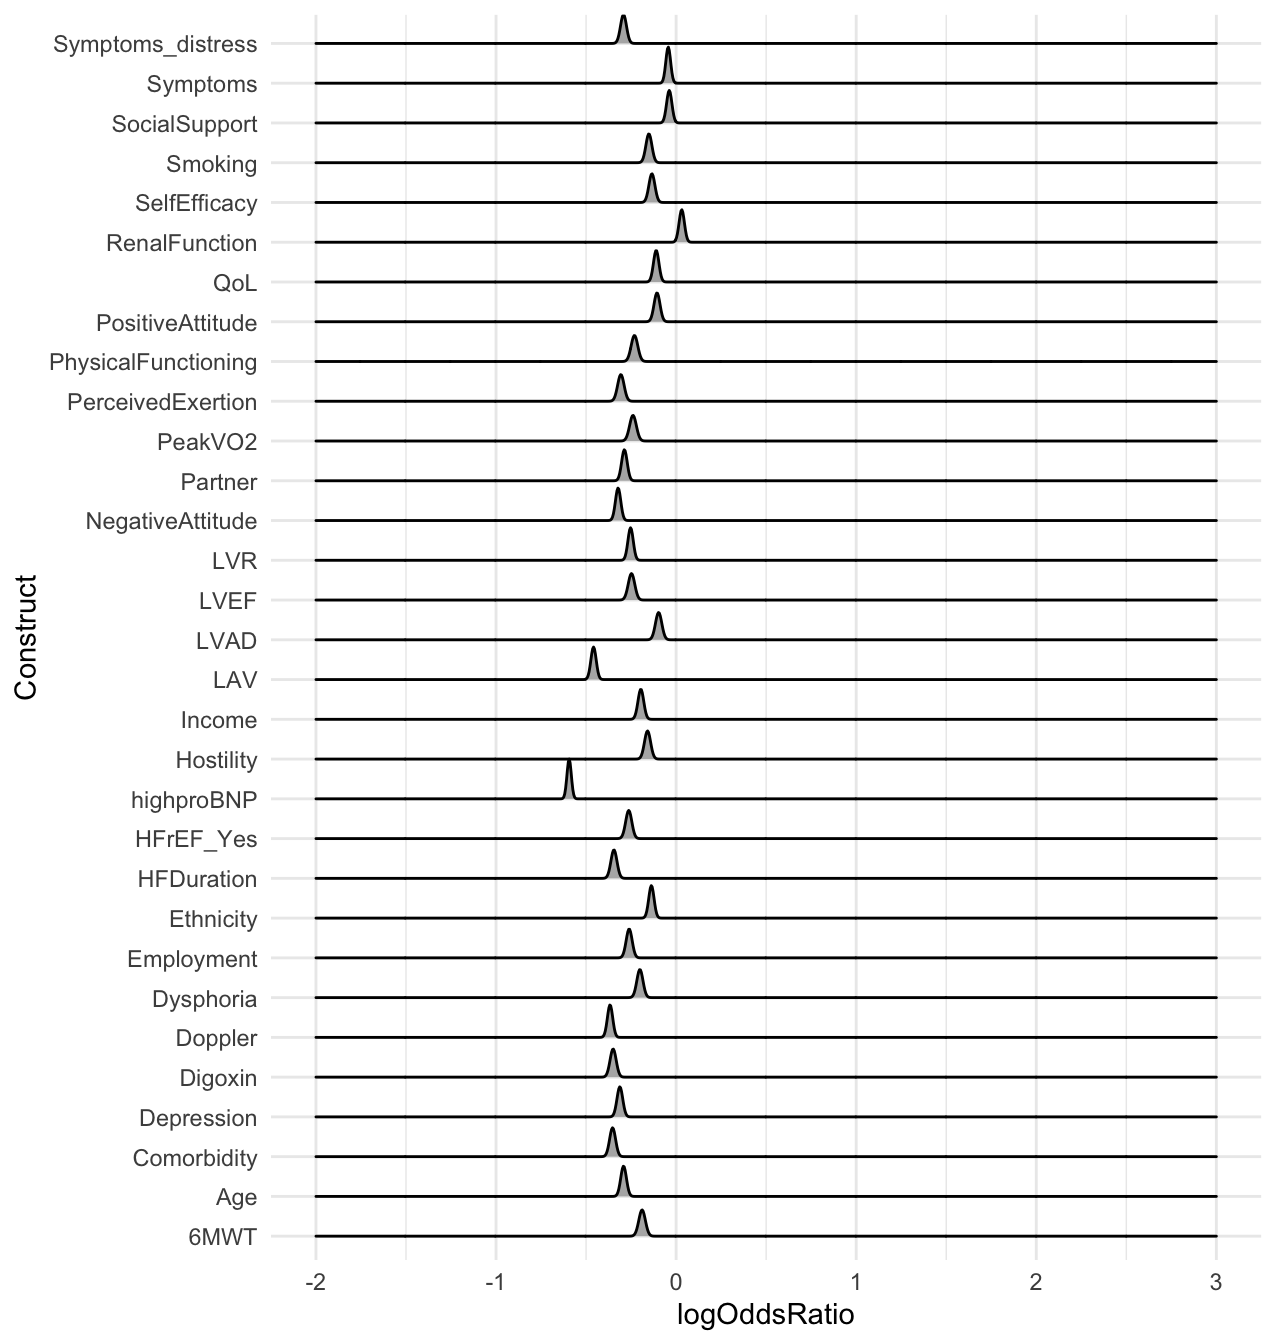 Symptoms_distress
Symptoms
SocialSupport
Smoking
SelfEfficacy
RenalFunction
QoL
PositiveAttitude
PhysicalFunctioning
PerceivedExertion
PeakVO2
Partner
NegativeAttitude
LVR
LVEF
LVAD
LAV
Income
Hostility
highproBNP
HFrEF_Yes
HFDuration
Ethnicity
Employment
Dysphoria
Doppler
Digoxin
Depression
Comorbidity
Age
6MWT
Construct
-2 -1 0 1 2 3
logOddsRatio